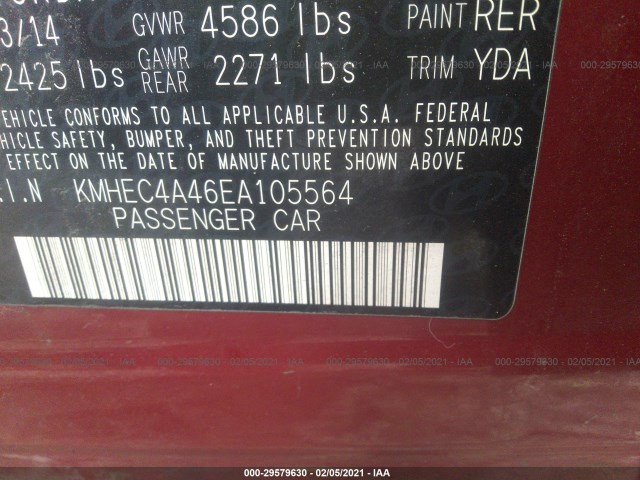 3/14 GVWR 4586 lbs PAINT RER
2425 lbs GAWR REAR 2271 lbs TRIM YDA
VEHICLE CONFORMS TO ALL APPLICABLE U.S.A. FEDERAL
VEHICLE SAFETY, BUMPER, AND THEFT PREVENTION STANDARDS
EFFECT ON THE DATE OF MANUFACTURE SHOWN ABOVE
.I.N KMHEC4A46EA105564
PASSENGER CAR
000-29579630 - 02/05/2021 - IAA